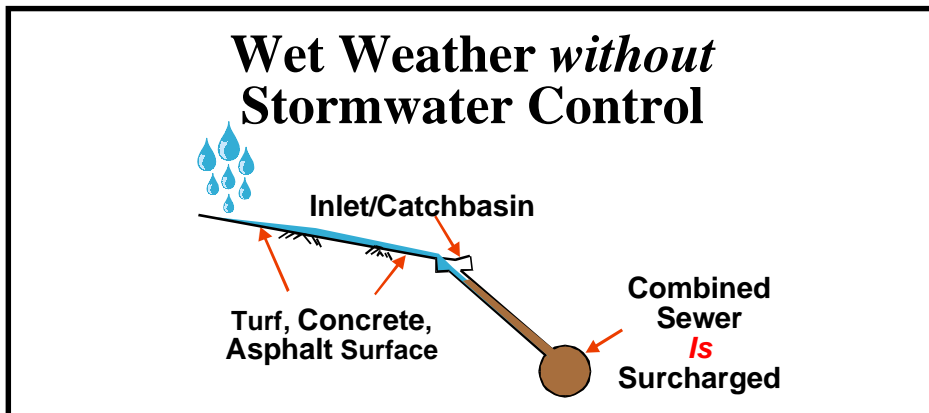 Wet Weather without
Stormwater Control
Inlet/Catchbasin
Turf, Concrete,
Asphalt Surface
Combined
Sewer
Is
Surcharged